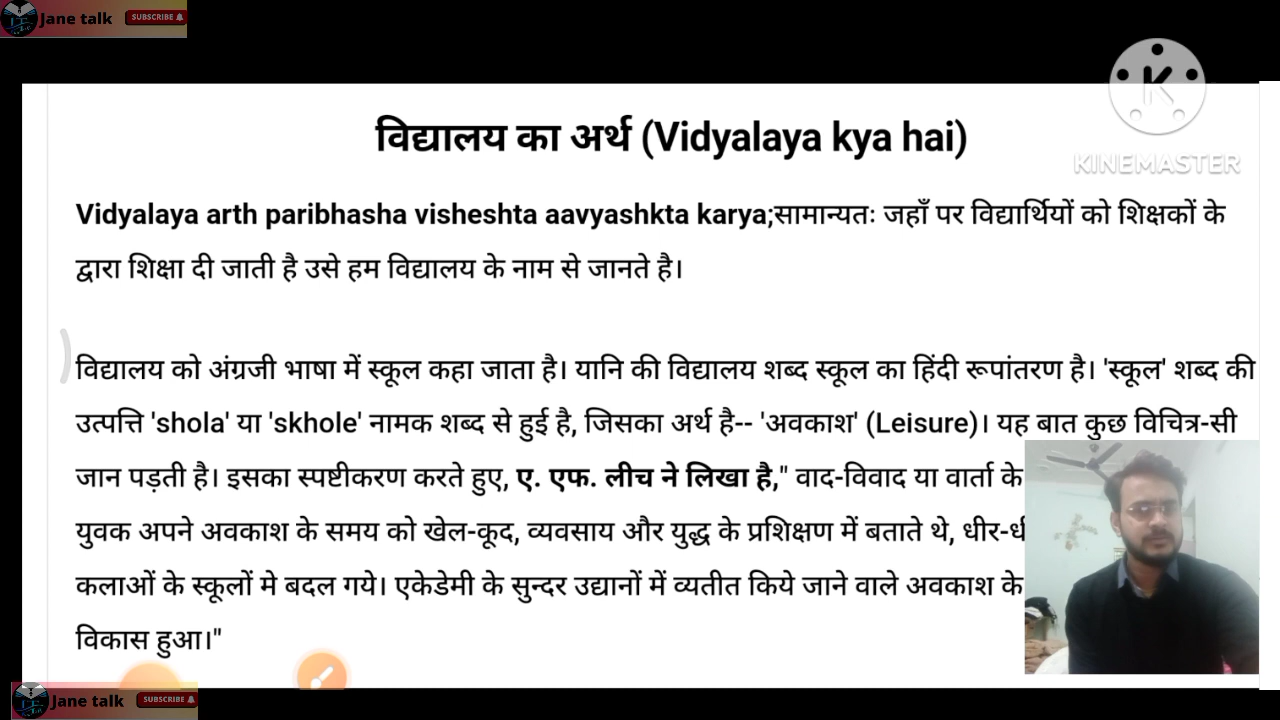 Jane talk SUBSCRIBE
KINEMASTER
विद्यालय का अर्थ (Vidyalaya kya hai)
Vidyalaya arth paribhasha visheshta aavyashkta karya;सामान्यतः जहाँ पर विद्यार्थियों को शिक्षकों के
द्वारा शिक्षा दी जाती है उसे हम विद्यालय के नाम से जानते है।
विद्यालय को अंग्रजी भाषा में स्कूल कहा जाता है। यानि की विद्यालय शब्द स्कूल का हिंदी रूपांतरण है। 'स्कूल' शब्द की
उत्पत्ति 'shola' या 'skhole' नामक शब्द से हुई है, जिसका अर्थ है-- 'अवकाश' (Leisure)। यह बात कुछ विचित्र-सी
जान पड़ती है। इसका स्पष्टीकरण करते हुए, ए. एफ. लीच ने लिखा है," वाद-विवाद या वार्ता के
युवक अपने अवकाश के समय को खेल-कूद, व्यवसाय और युद्ध के प्रशिक्षण में बताते थे, धीर-
कलाओं के स्कूलों मे बदल गये। एकेडेमी के सुन्दर उद्यानों में व्यतीत किये जाने वाले अवकाश के
विकास हुआ।"
Jane talk SUBSCRIBE